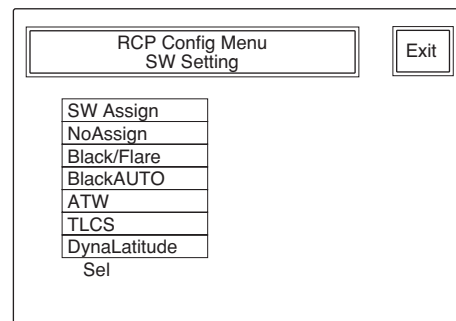 RCP Config Menu
SW Setting
Exit
SW Assign
NoAssign
Black/Flare
BlackAUTO
ATW
TLCS
DynaLatitude
Sel